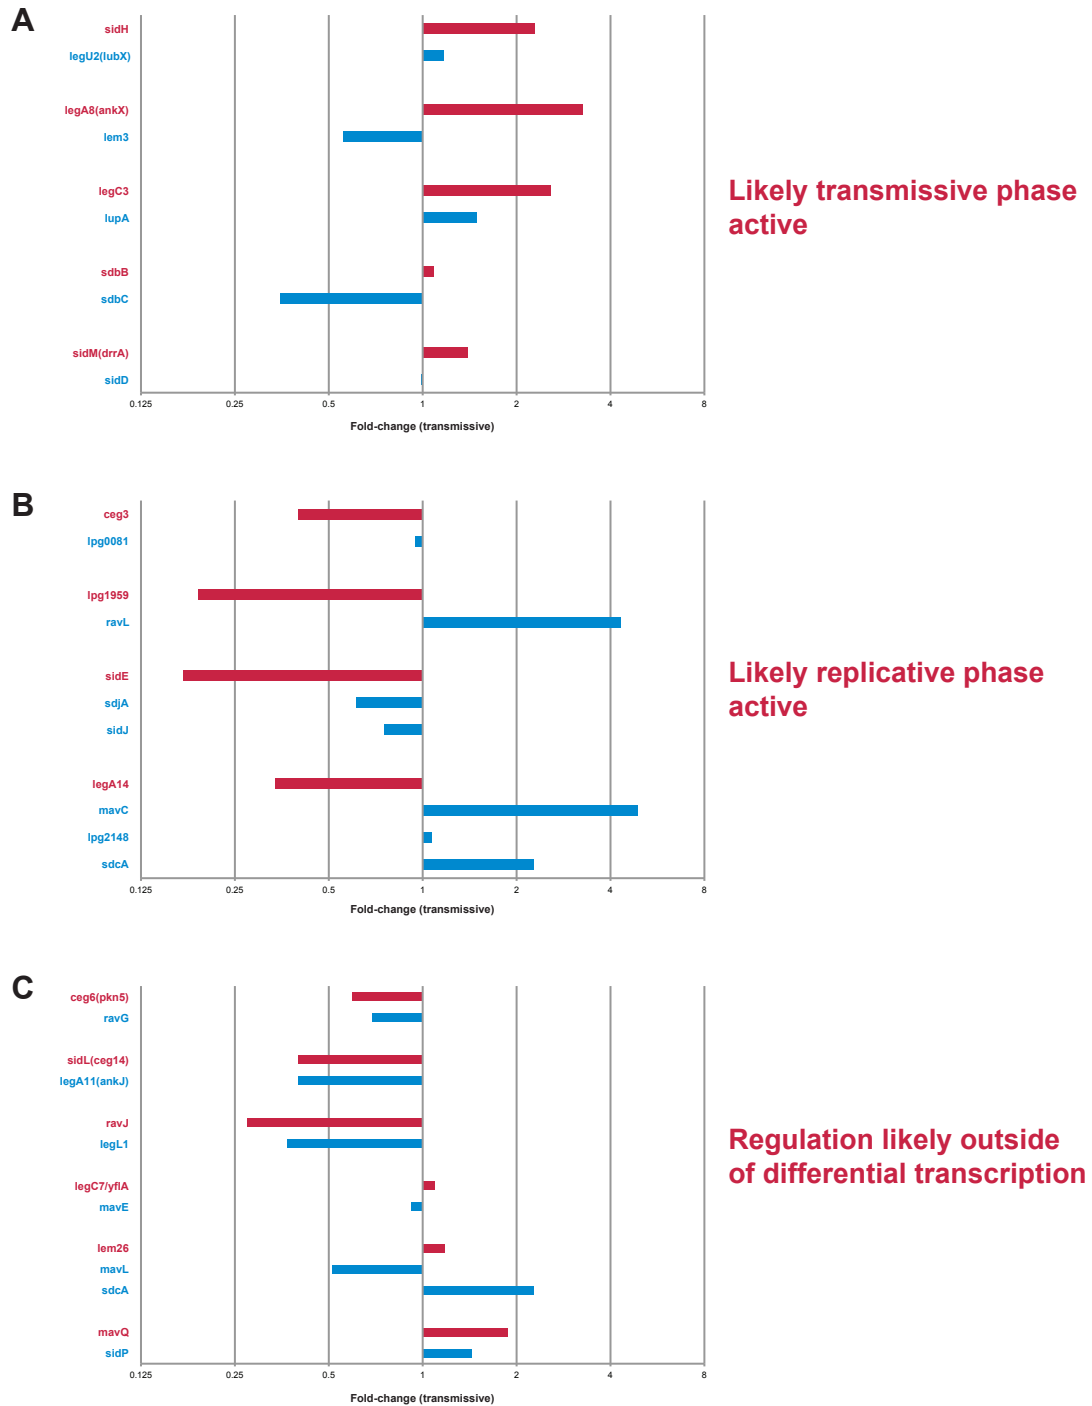 A
sidH
legU2(lubX)
legA8(ankX)
lem3
legC3
lupA
sdbB
sdbC
sidM(drrA)
sidD
0.125 0.25 0.5 1 2 4 8
Fold-change (transmissive)
Likely transmissive phase
active
B
ceg3
lpg0081
lpg1959
ravL
sidE
sdjA
sidJ
legA14
mavC
lpg2148
sdcA
0.125 0.25 0.5 1 2 4 8
Fold-change (transmissive)
Likely replicative phase
active
C
ceg6(pkn5)
ravG
sidL(ceg14)
legA11(ankJ)
ravJ
legL1
legC7/yflA
mavE
lem26
mavL
sdcA
mavQ
sidP
0.125 0.25 0.5 1 2 4 8
Fold-change (transmissive)
Regulation likely outside
of differential transcription